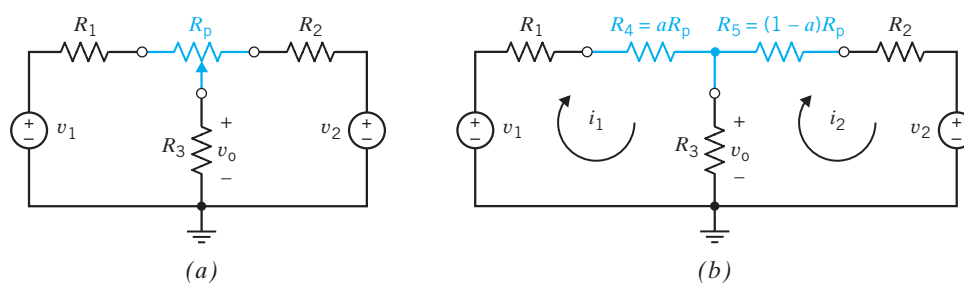 R1 Rp R2
v1
+
−
R3
+
vo
−
v2
+
−
(a)
R1 R4 = aRp R5 = (1 − a)Rp R2
+
−
v1
i1
R3
+
vo
−
i2
v2
+
−
(b)